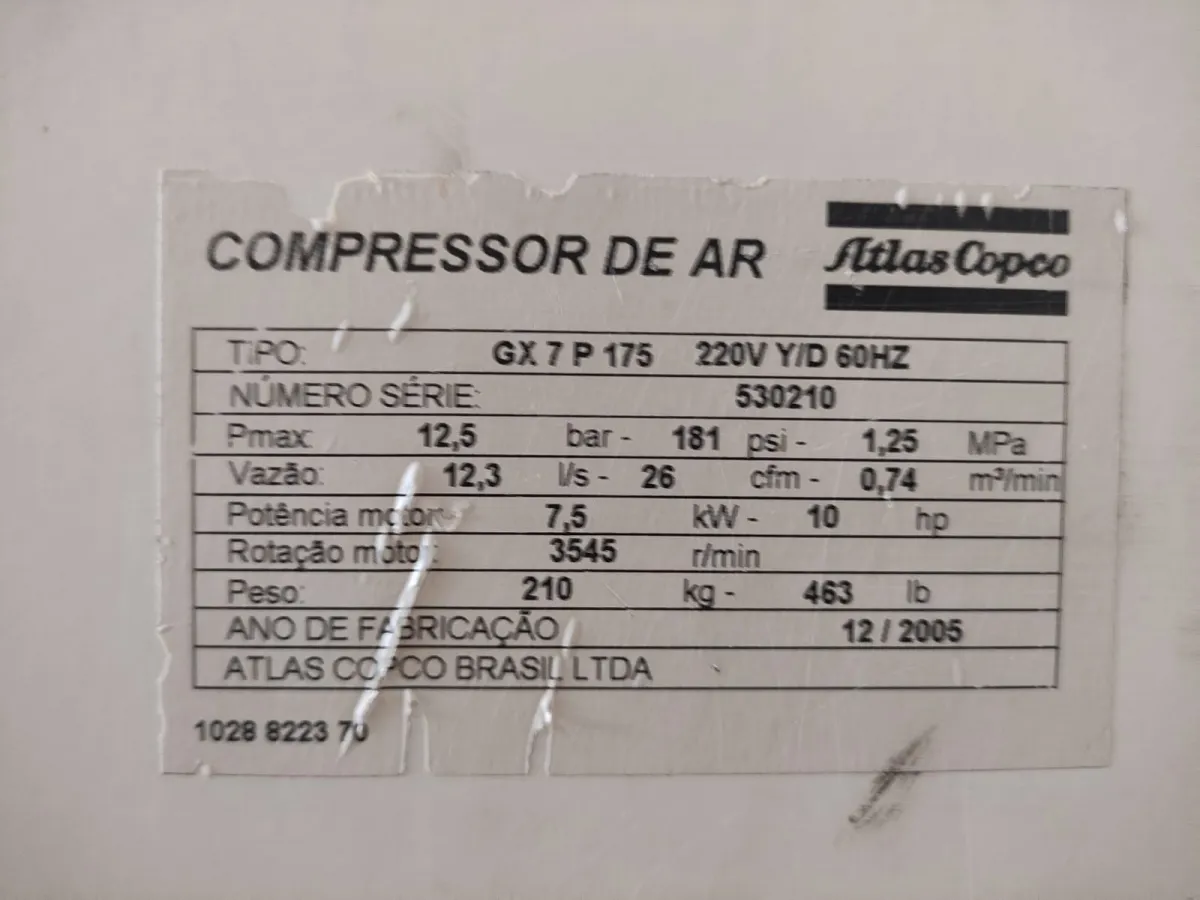 COMPRESSOR DE AR
Atlas Copco
TIPO: GX 7 P 175 220V Y/D 60HZ
NÚMERO SÉRIE: 530210
Pmax: 12,5 bar - 181 psi - 1,25 MPa
Vazão: 12,3 l/s - 26 cfm - 0,74 m³/min
Potência motor: 7,5 kW - 10 hp
Rotação motor: 3545 r/min
Peso: 210 kg - 463 lb
ANO DE FABRICAÇÃO 12 / 2005
ATLAS COPCO BRASIL LTDA
1028 8223 70